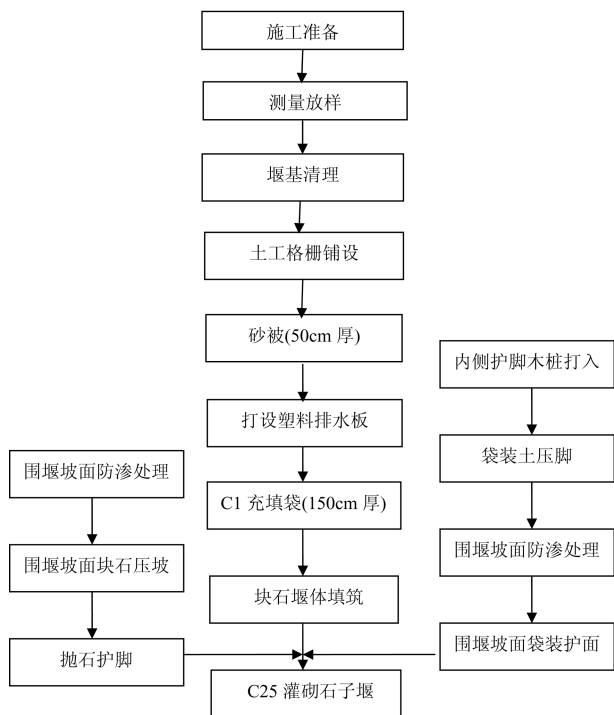 施工准备
测量放样
堰基清理
土工格栅铺设
砂被(50cm 厚)
内侧护脚木桩打入
打设塑料排水板
袋装土压脚
围堰坡面防渗处理
C1 充填袋(150cm 厚)
围堰坡面防渗处理
围堰坡面块石压坡
块石堰体填筑
围堰坡面袋装护面
抛石护脚
C25 灌砌石子堰